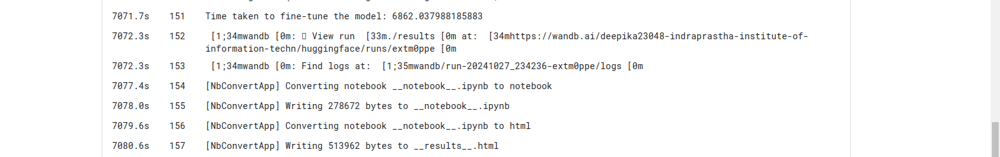 7071.7s 151 Time taken to fine-tune the model: 6862.037988185883
7072.3s 152 [1;34mwandb [0m: View run [33m./results [0m at: [34mhttps://wandb.ai/deepika23048-indraprastha-institute-of-
information-techn/huggingface/runs/extm0ppe [0m
7072.3s 153 [1;34mwandb [0m: Find logs at: [1;35mwandb/run-20241027_234236-extm0ppe/logs [0m
7077.4s 154 [NbConvertApp] Converting notebook __notebook__.ipynb to notebook
7078.0s 155 [NbConvertApp] Writing 278672 bytes to __notebook__.ipynb
7079.6s 156 [NbConvertApp] Converting notebook __notebook__.ipynb to html
7080.6s 157 [NbConvertApp] Writing 513962 bytes to __results__.html